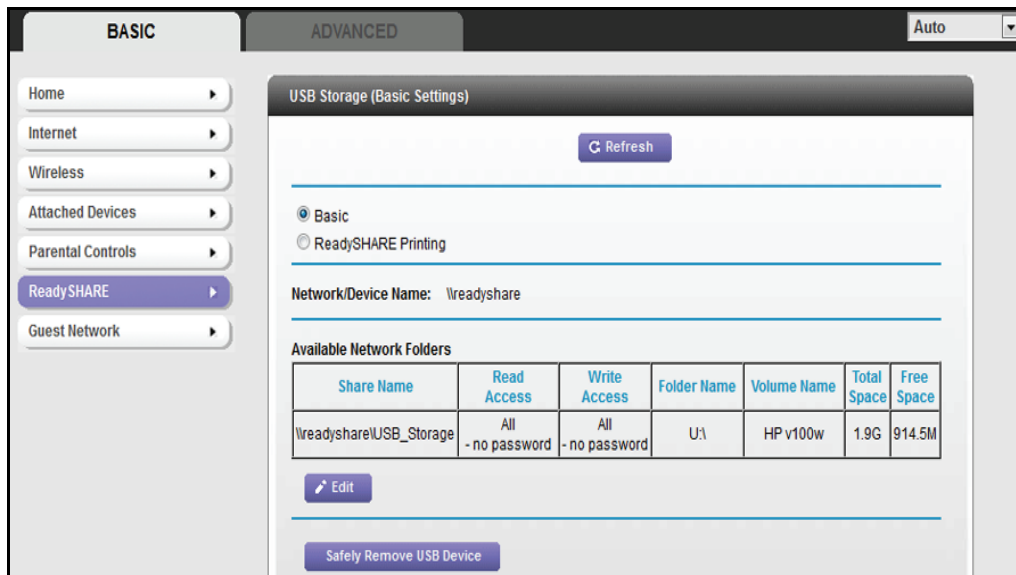 BASIC
ADVANCED
Auto
Home
Internet
Wireless
Attached Devices
Parental Controls
ReadySHARE
Guest Network
USB Storage (Basic Settings)
Refresh
Basic
ReadySHARE Printing
Network/Device Name: \\readyshare
Available Network Folders
Share Name Read Access Write Access Folder Name Volume Name Total Space Free Space
\\readyshare\USB_Storage All - no password All - no password U:\ HP v100w 1.9G 914.5M
Edit
Safely Remove USB Device